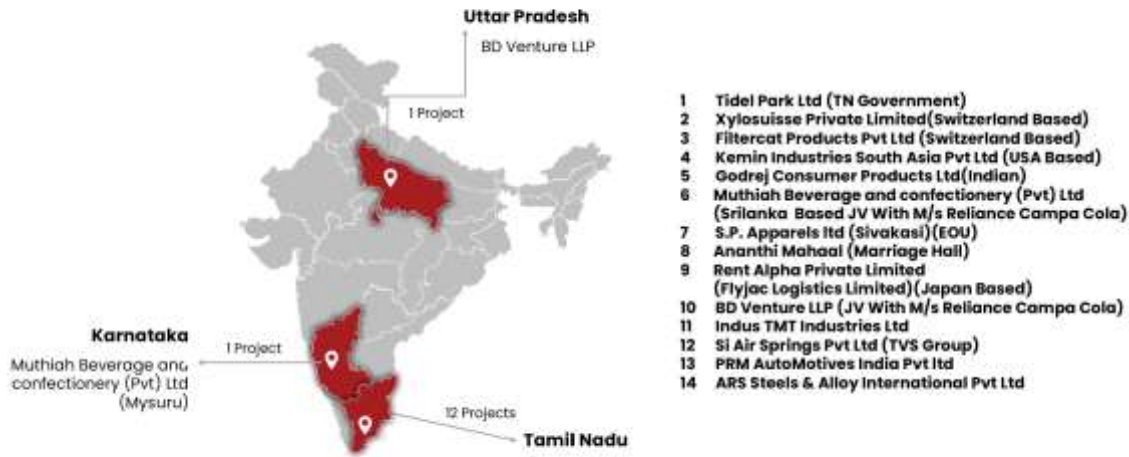 Uttar Pradesh
BD Venture LLP
1 Project
Karnataka
1 Project
Muthiah Beverage and
confectionery (Pvt) Ltd
(Mysuru)
12 Projects
Tamil Nadu
1 Tidel Park Ltd (TN Government)
2 Xylosuisse Private Limited(Switzerland Based)
3 Filtercat Products Pvt Ltd (Switzerland Based)
4 Kemin Industries South Asia Pvt Ltd (USA Based)
5 Godrej Consumer Products Ltd(Indian)
6 Muthiah Beverage and confectionery (Pvt) Ltd
(Srilanka Based JV With M/s Reliance Campa Cola)
7 S.P. Apparels ltd (Sivakasi)(EOU)
8 Ananthi Mahaal (Marriage Hall)
9 Rent Alpha Private Limited
(Flyjac Logistics Limited)(Japan Based)
10 BD Venture LLP (JV With M/s Reliance Campa Cola)
11 Indus TMT Industries Ltd
12 Si Air Springs Pvt Ltd (TVS Group)
13 PRM AutoMotives India Pvt ltd
14 ARS Steels & Alloy International Pvt Ltd